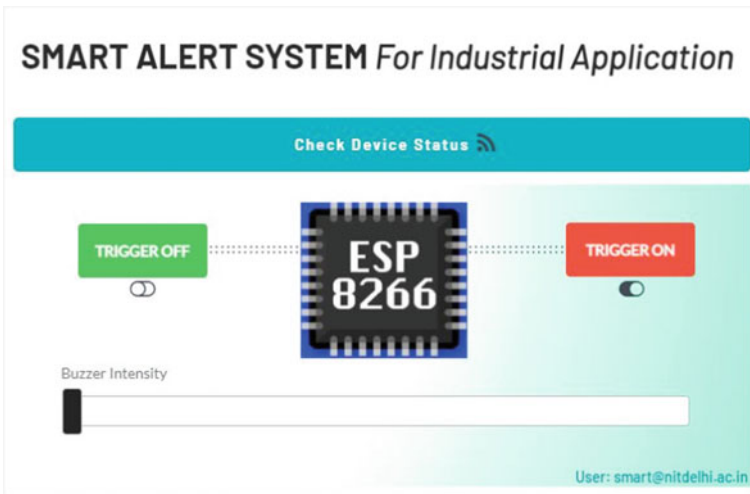 SMART ALERT SYSTEM For Industrial Application
Check Device Status
TRIGGER OFF
ESP
8266
TRIGGER ON
Buzzer Intensity
User: smart@nitdelhi.ac.in